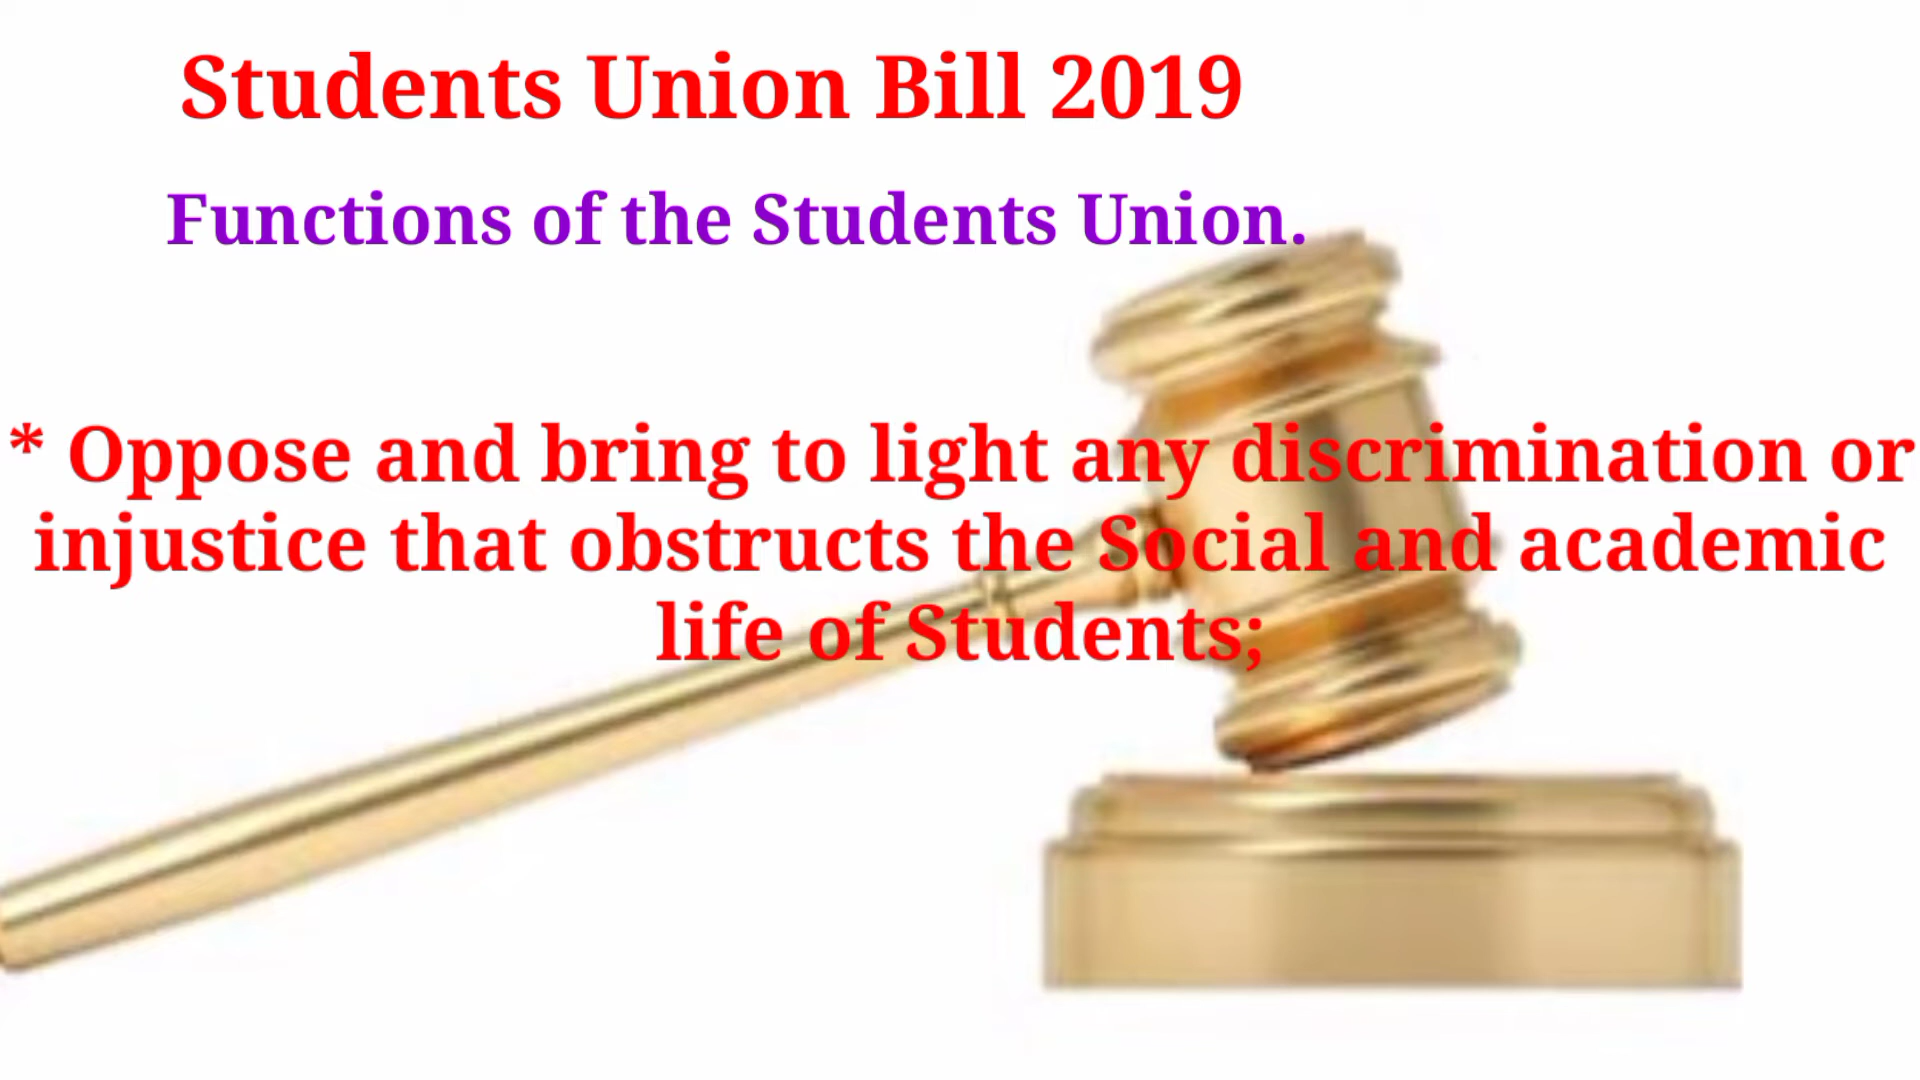 Students Union Bill 2019
Functions of the Students Union.
* Oppose and bring to light any discrimination or
injustice that obstructs the Social and academic
life of Students;